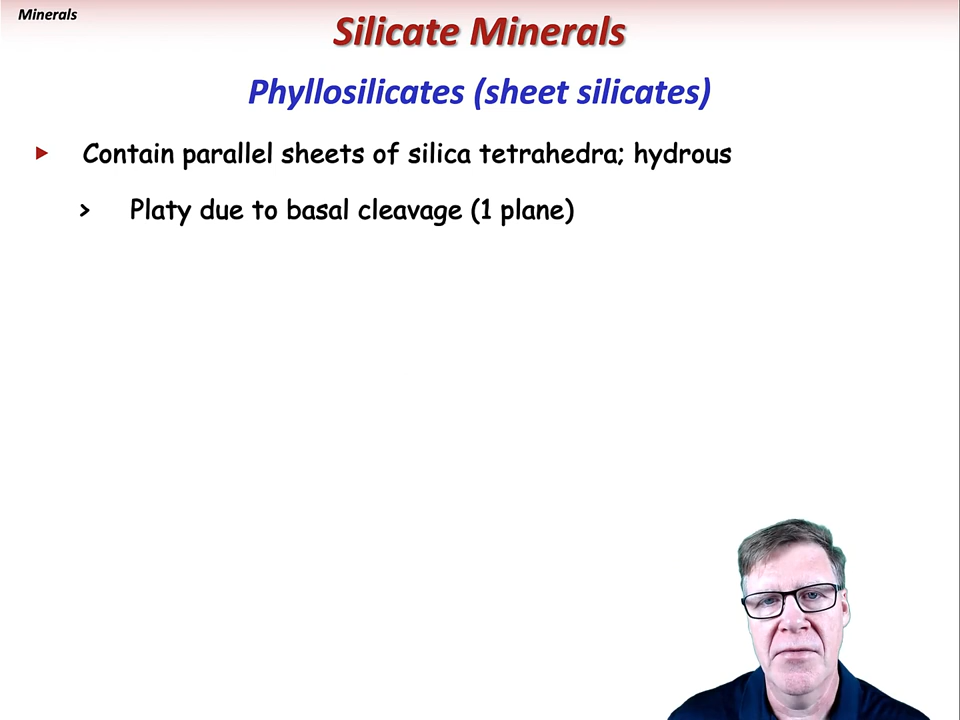 Minerals
Silicate Minerals
Phyllosilicates (sheet silicates)
Contain parallel sheets of silica tetrahedra; hydrous
> Platy due to basal cleavage (1 plane)